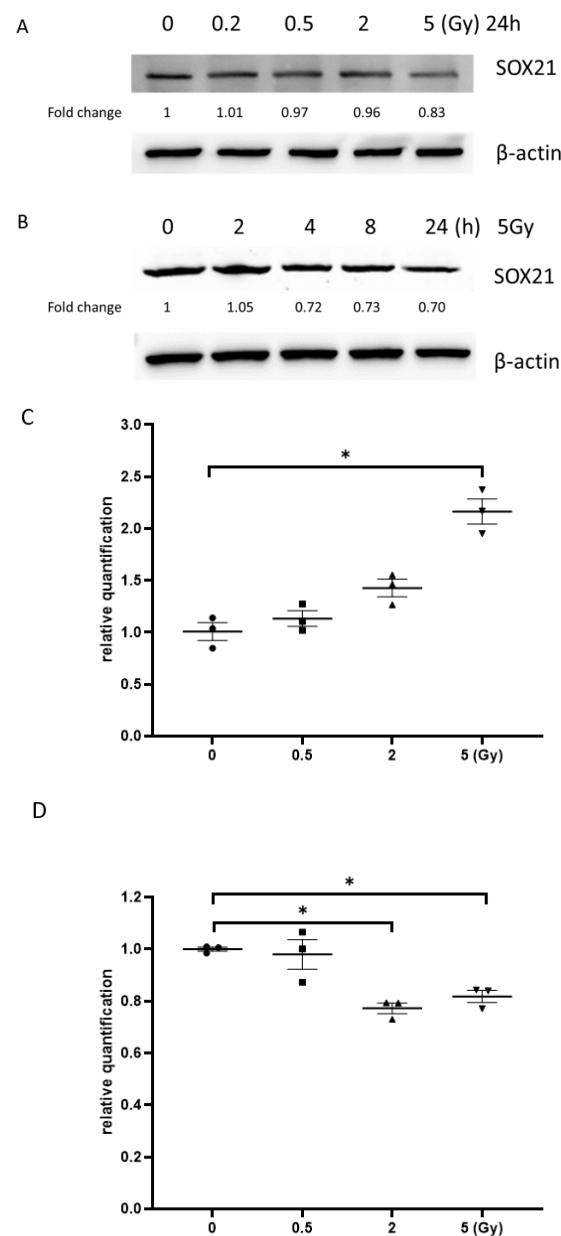 A
0 0.2 0.5 2 5 (Gy) 24h
SOX21
Fold change 1 1.01 0.97 0.96 0.83
β-actin
B
0 2 4 8 24 (h) 5Gy
SOX21
Fold change 1 1.05 0.72 0.73 0.70
β-actin
C
3.0
2.5
2.0
1.5
1.0
0.5
0.0
relative quantification
*
0 0.5 2 5 (Gy)
D
1.2
1.0
0.8
0.6
0.4
0.2
0.0
relative quantification
*
*
0 0.5 2 5 (Gy)